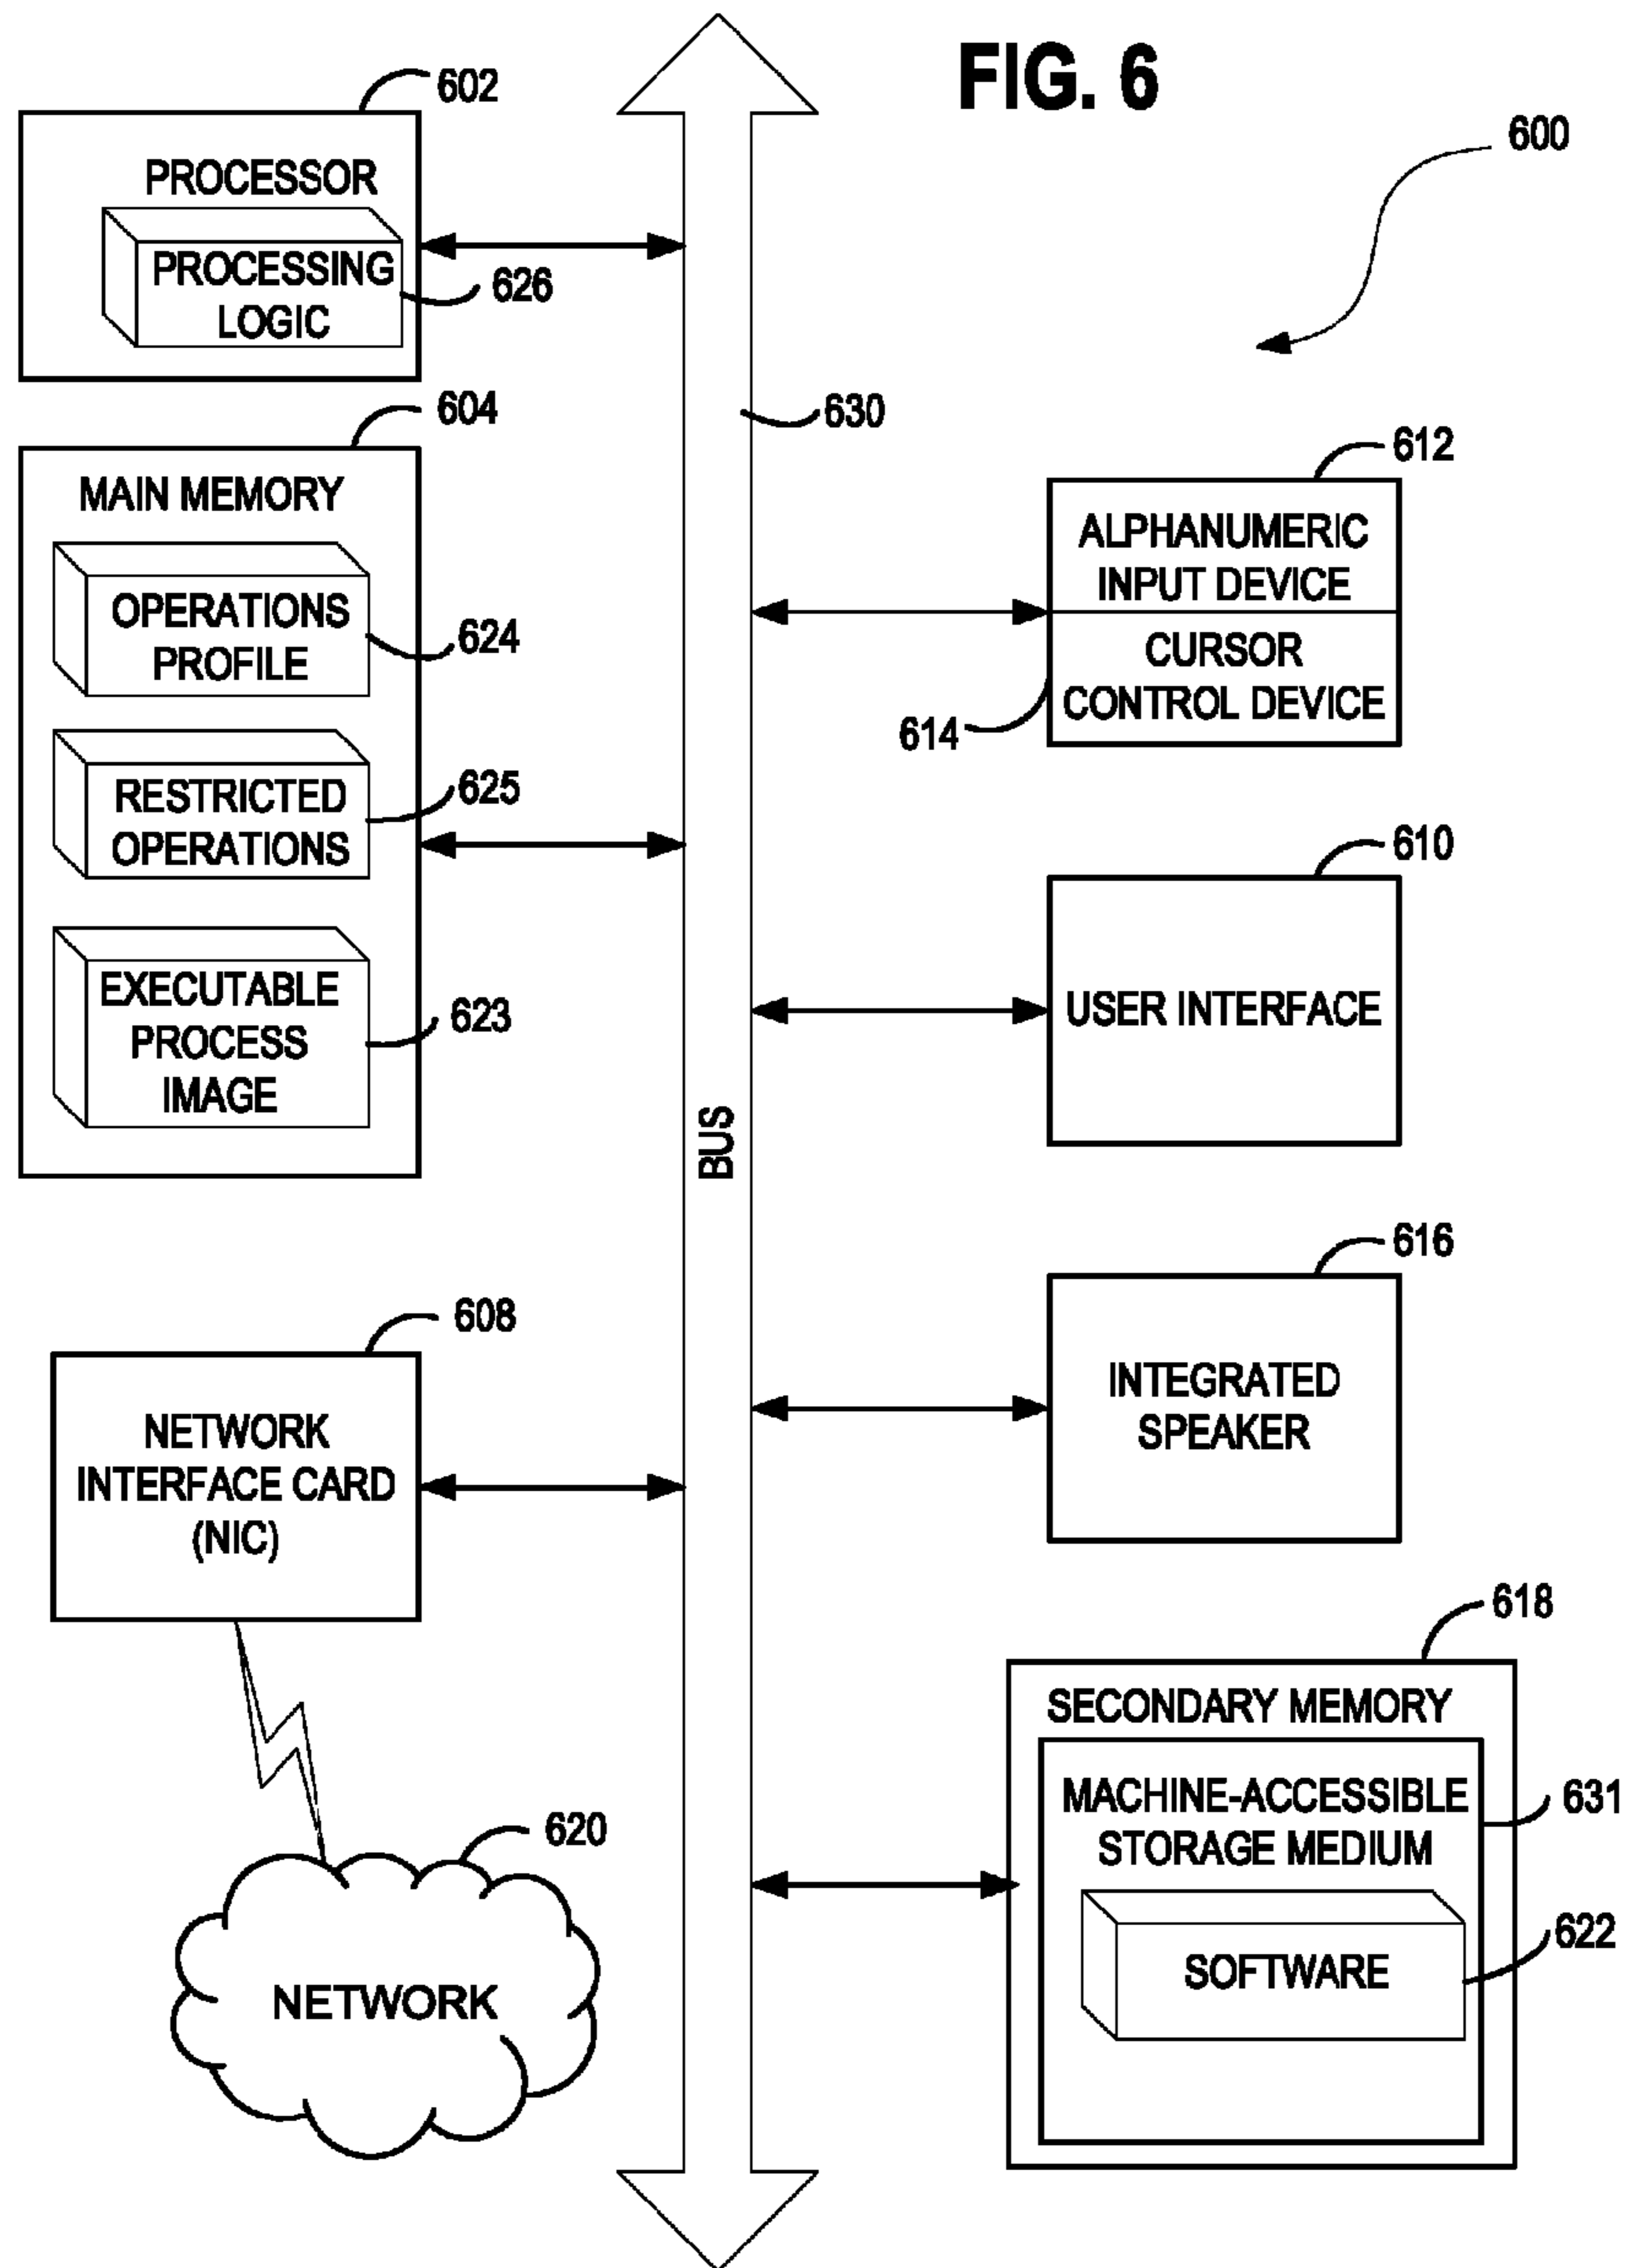 FIG. 6
600
602
PROCESSOR
PROCESSING
LOGIC
626
604
MAIN MEMORY
OPERATIONS
PROFILE
624
RESTRICTED
OPERATIONS
625
EXECUTABLE
PROCESS
IMAGE
623
608
NETWORK
INTERFACE CARD
(NIC)
620
NETWORK
630
BUS
612
ALPHANUMERIC
INPUT DEVICE
CURSOR
CONTROL DEVICE
614
610
USER INTERFACE
616
INTEGRATED
SPEAKER
618
SECONDARY MEMORY
MACHINE-ACCESSIBLE
STORAGE MEDIUM
631
SOFTWARE
622